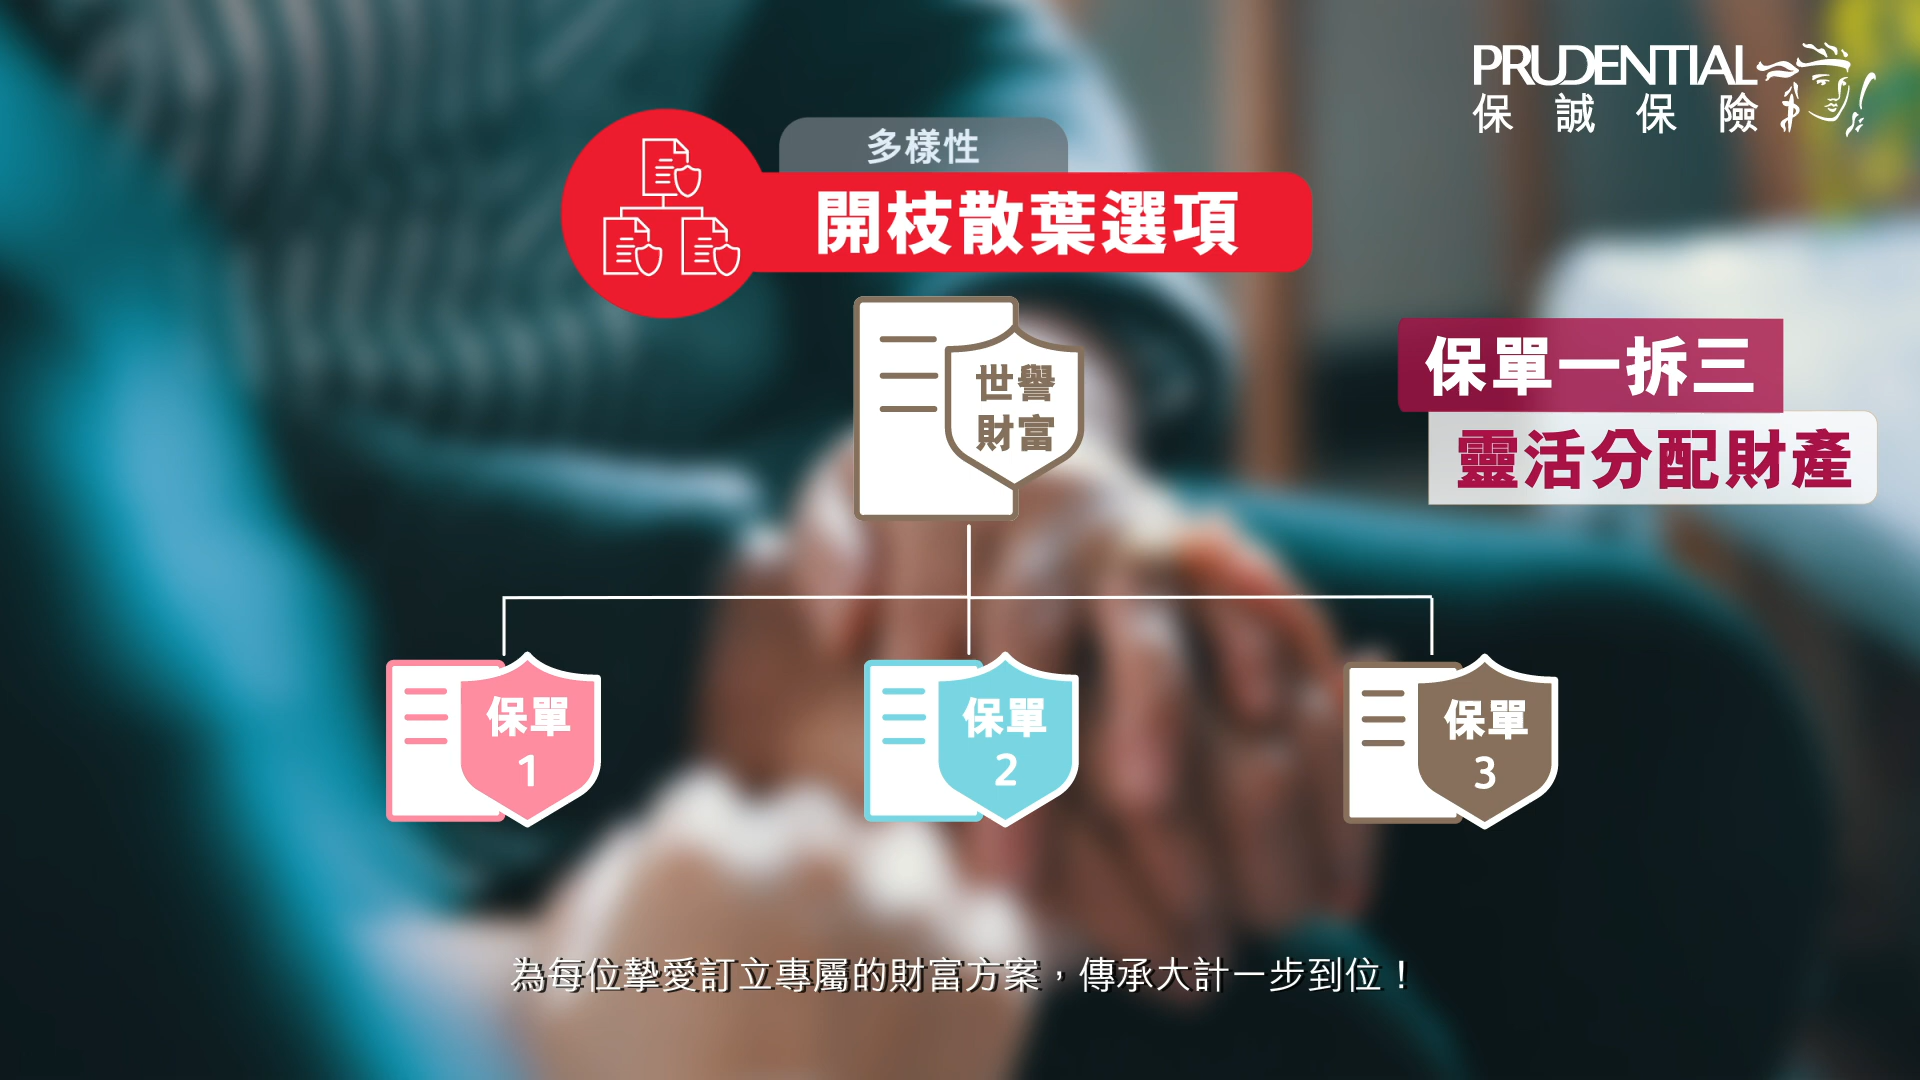 PRUDENTIAL
保誠保險
多樣性
開枝散葉選項
世譽
財富
保單一拆三
靈活分配財產
保單
1
保單
2
保單
3
為每位摯愛訂立專屬的財富方案，傳承大計一步到位！